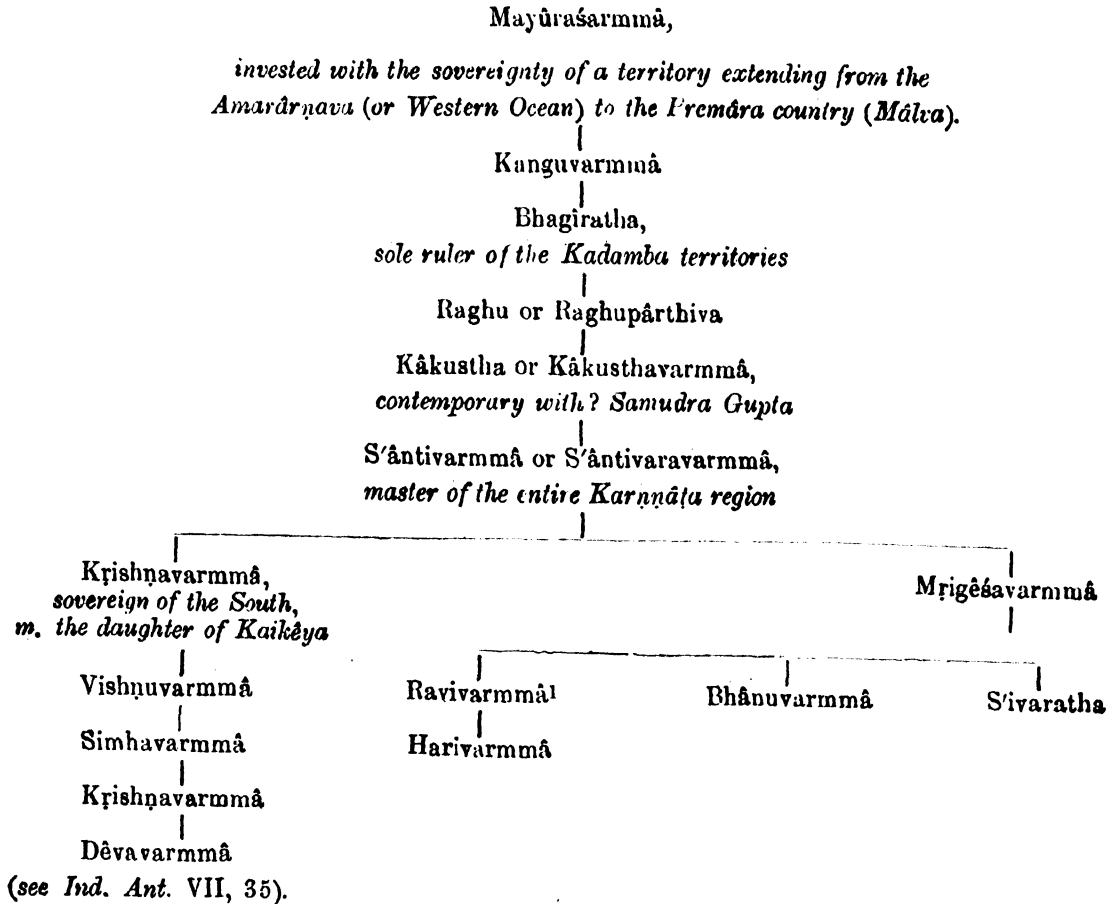 Mayûraśarmmâ,
invested with the sovereignty of a territory extending from the
Amarârṇava (or Western Ocean) to the Premâra country (Mâlva).
Kanguvarmmâ
Bhagîratha,
sole ruler of the Kadamba territories
Raghu or Raghupârthiva
Kâkustha or Kâkusthavarmmâ,
contemporary with? Samudra Gupta
S'ântivarmmâ or S'ântivaravarmmâ,
master of the entire Karṇṇâṭa region
Kṛishṇavarmmâ,
sovereign of the South,
m. the daughter of Kaikêya
Mṛigêśavarmmâ
Vishṇuvarmmâ
Ravivarmmâ¹
Bhânuvarmmâ
S'ivaratha
Simhavarmmâ
Harivarmmâ
Kṛishṇavarmmâ
Dêvavarmmâ
(see Ind. Ant. VII, 35).